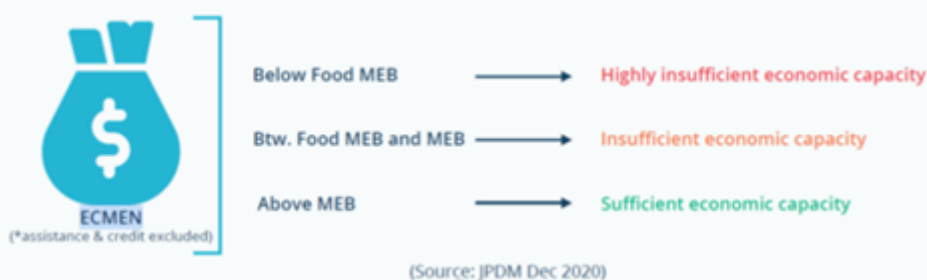 Below Food MEB → Highly insufficient economic capacity
Btw. Food MEB and MEB → Insufficient economic capacity
Above MEB → Sufficient economic capacity
$
ECMEN
(*assistance & credit excluded)
(Source: JPDM Dec 2020)